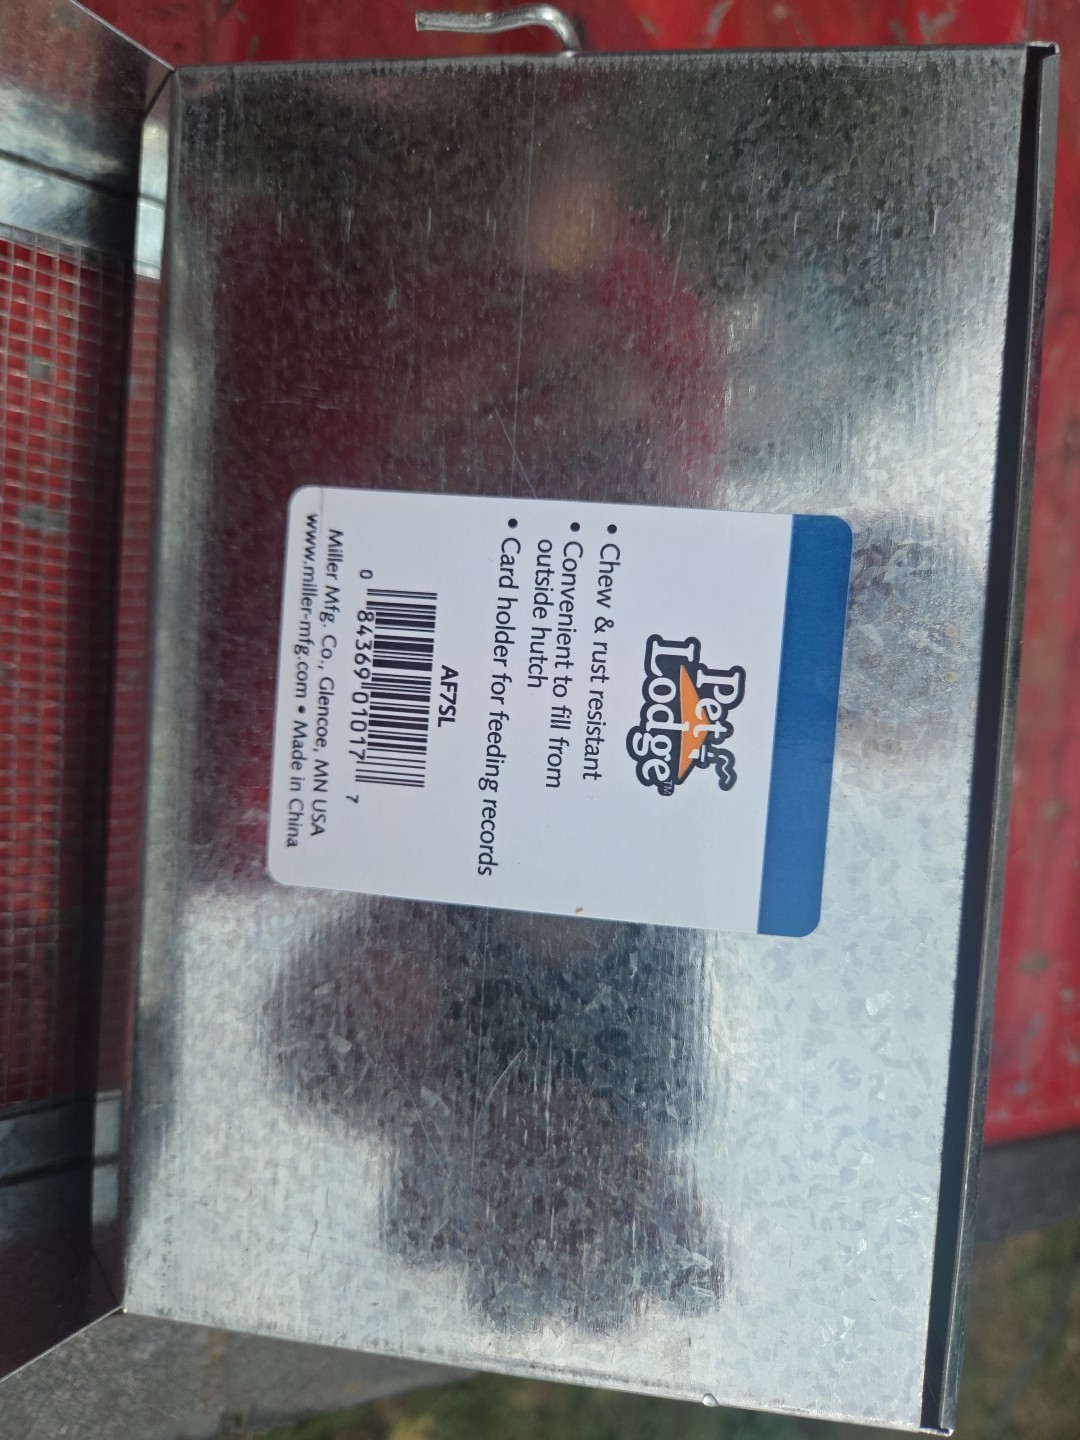 Pet
Lodge™
• Chew & rust resistant
• Convenient to fill from
outside hutch
• Card holder for feeding records
AF7SL
0 84369 01017 7
Miller Mfg. Co., Glencoe, MN USA
www.miller-mfg.com • Made in China